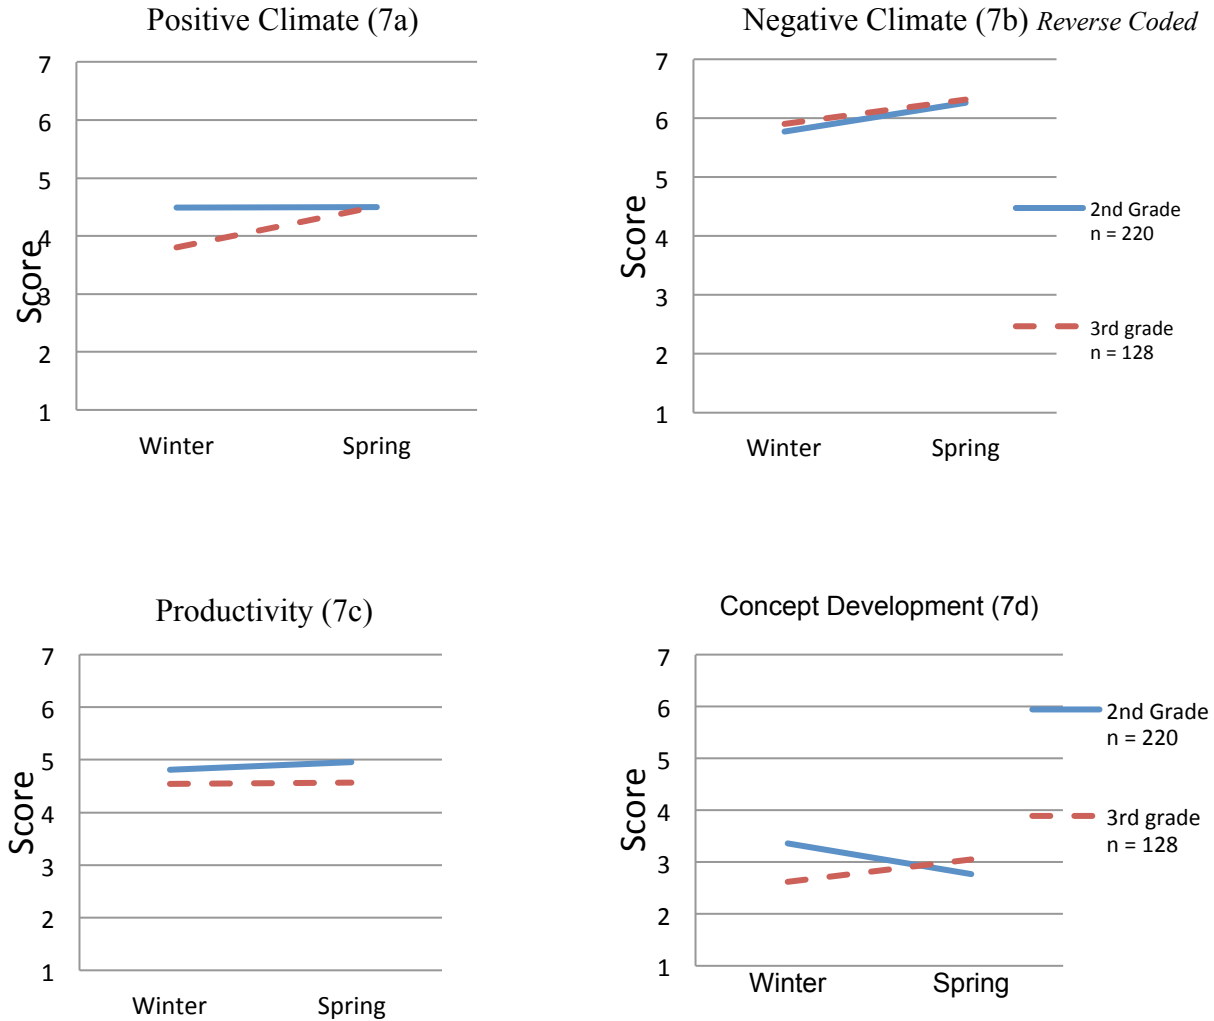 Positive Climate (7a)
7
6
5
4
3
2
1
Score
Winter Spring
Negative Climate (7b) Reverse Coded
7
6
5
4
3
2
1
Score
Winter Spring
2nd Grade
n = 220
3rd grade
n = 128
Productivity (7c)
7
6
5
4
3
2
1
Score
Winter Spring
Concept Development (7d)
7
6
5
4
3
2
1
Score
Winter Spring
2nd Grade
n = 220
3rd grade
n = 128